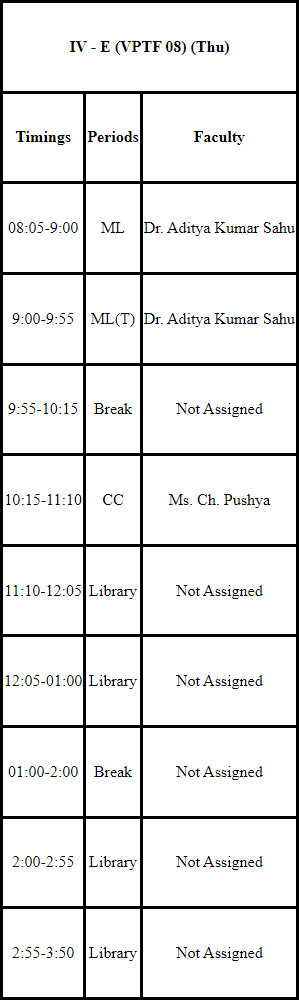 IV - E (VPTF 08) (Thu)
Timings Periods Faculty
08:05-9:00 ML Dr. Aditya Kumar Sahu
9:00-9:55 ML(T) Dr. Aditya Kumar Sahu
9:55-10:15 Break Not Assigned
10:15-11:10 CC Ms. Ch. Pushya
11:10-12:05 Library Not Assigned
12:05-01:00 Library Not Assigned
01:00-2:00 Break Not Assigned
2:00-2:55 Library Not Assigned
2:55-3:50 Library Not Assigned